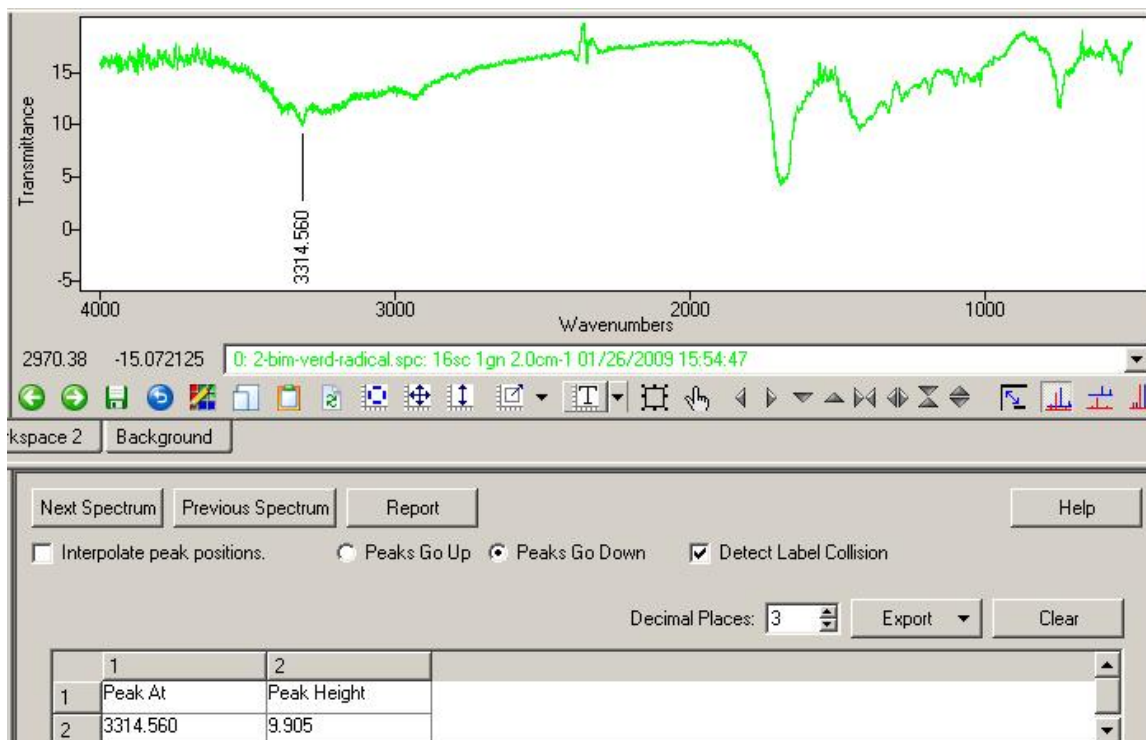 15
10
5
0
-5
Transmittance
3314.560
4000 3000 2000 1000
Wavenumbers
2970.38 -15.072125 0: 2-bim-verd-radical.spc: 16sc 1gn 2.0cm-1 01/26/2009 15:54:47
T
kspace 2 Background
Next Spectrum Previous Spectrum Report Help
Interpolate peak positions. Peaks Go Up Peaks Go Down Detect Label Collision
Decimal Places: 3 Export Clear
1 2
1 Peak At Peak Height
2 3314.560 9.905